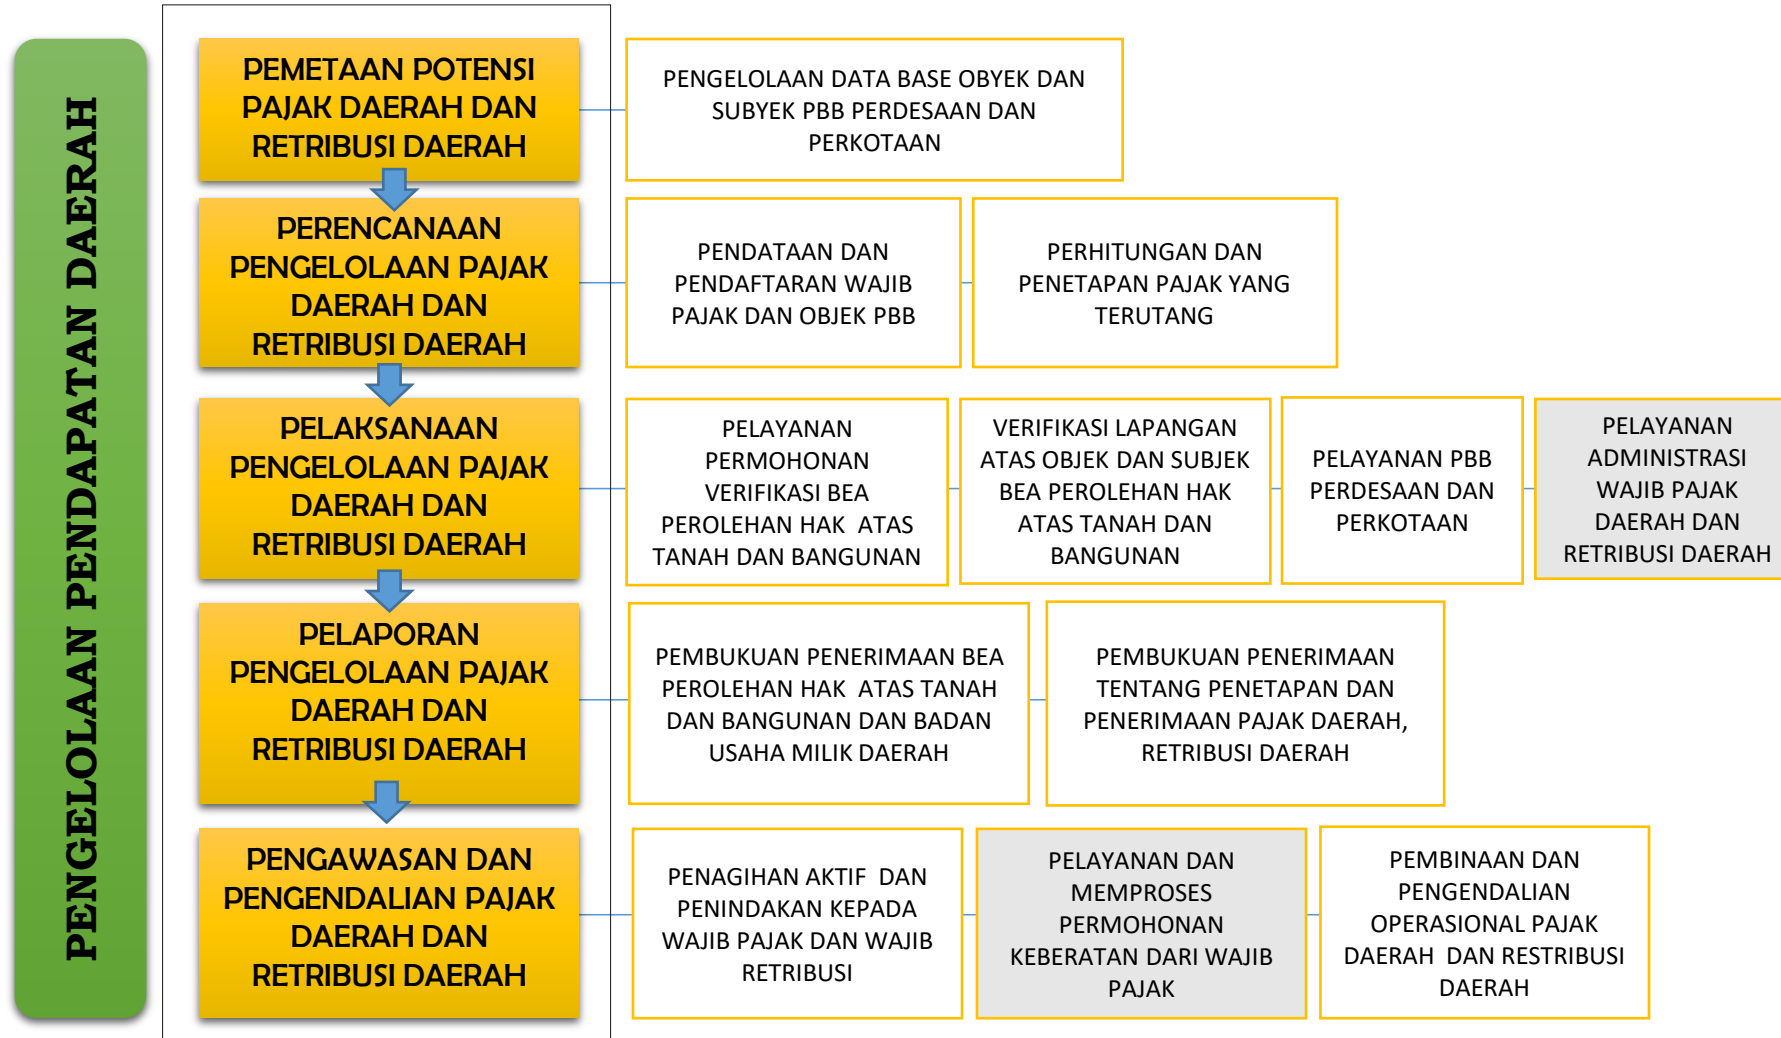 PENGELOLAAN PENDAPATAN DAERAH
PEMETAAN POTENSI
PAJAK DAERAH DAN
RETRIBUSI DAERAH
PENGELOLAAN DATA BASE OBYEK DAN
SUBYEK PBB PERDESAAN DAN
PERKOTAAN
PERENCANAAN
PENGELOLAAN PAJAK
DAERAH DAN
RETRIBUSI DAERAH
PENDATAAN DAN
PENDAFTARAN WAJIB
PAJAK DAN OBJEK PBB
PERHITUNGAN DAN
PENETAPAN PAJAK YANG
TERUTANG
PELAKSANAAN
PENGELOLAAN PAJAK
DAERAH DAN
RETRIBUSI DAERAH
PELAYANAN
PERMOHONAN
VERIFIKASI BEA
PEROLEHAN HAK ATAS
TANAH DAN BANGUNAN
VERIFIKASI LAPANGAN
ATAS OBJEK DAN SUBJEK
BEA PEROLEHAN HAK
ATAS TANAH DAN
BANGUNAN
PELAYANAN PBB
PERDESAAN DAN
PERKOTAAN
PELAYANAN
ADMINISTRASI
WAJIB PAJAK
DAERAH DAN
RETRIBUSI DAERAH
PELAPORAN
PENGELOLAAN PAJAK
DAERAH DAN
RETRIBUSI DAERAH
PEMBUKUAN PENERIMAAN BEA
PEROLEHAN HAK ATAS TANAH
DAN BANGUNAN DAN BADAN
USAHA MILIK DAERAH
PEMBUKUAN PENERIMAAN
TENTANG PENETAPAN DAN
PENERIMAAN PAJAK DAERAH,
RETRIBUSI DAERAH
PENGAWASAN DAN
PENGENDALIAN PAJAK
DAERAH DAN
RETRIBUSI DAERAH
PENAGIHAN AKTIF DAN
PENINDAKAN KEPADA
WAJIB PAJAK DAN WAJIB
RETRIBUSI
PELAYANAN DAN
MEMPROSES
PERMOHONAN
KEBERATAN DARI WAJIB
PAJAK
PEMBINAAN DAN
PENGENDALIAN
OPERASIONAL PAJAK
DAERAH DAN RESTRIBUSI
DAERAH